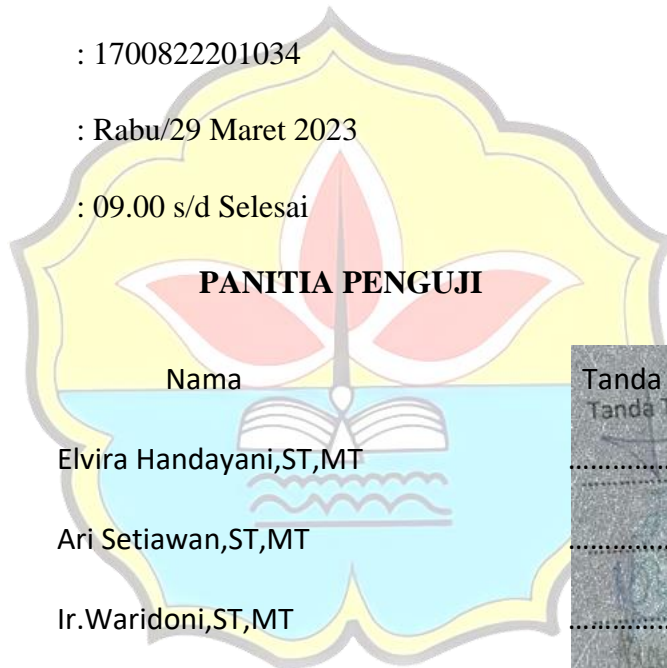 : 1700822201034
: Rabu/29 Maret 2023
: 09.00 s/d Selesai
PANITIA PENGUJI
Nama Tanda
Tanda
Elvira Handayani,ST,MT ..............
Ari Setiawan,ST,MT ..............
Ir.Waridoni,ST,MT ..............